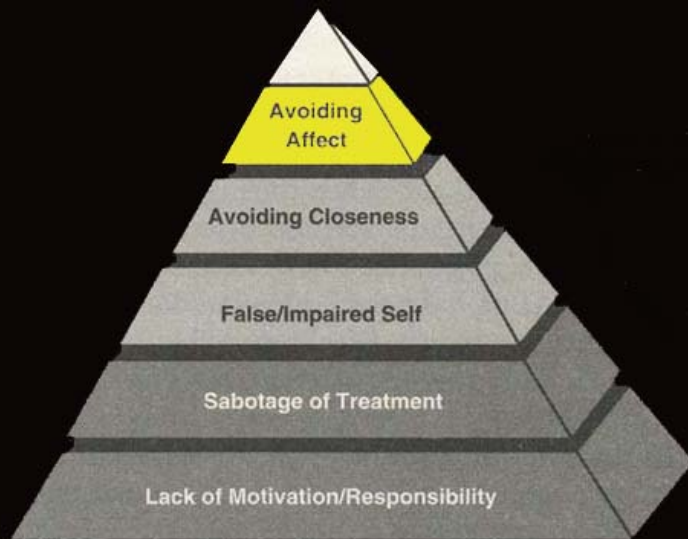 Avoiding
Affect
Avoiding Closeness
False/Impaired Self
Sabotage of Treatment
Lack of Motivation/Responsibility